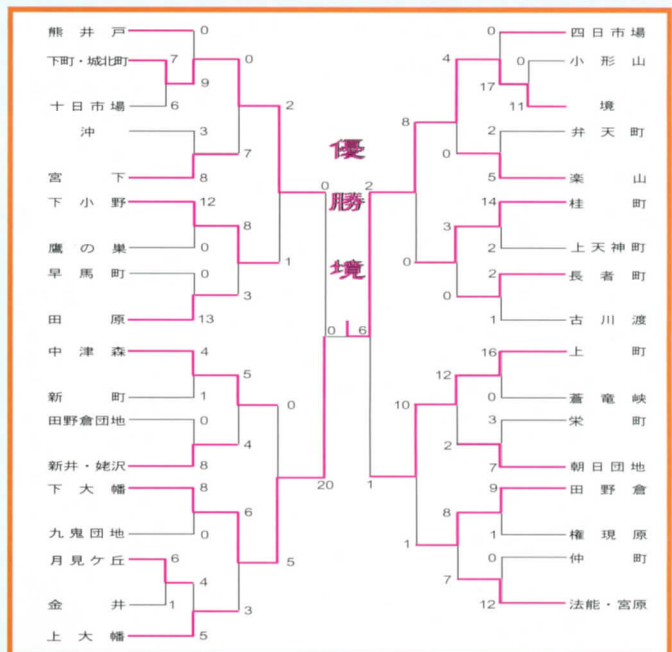 熊井戸
0
下町・城北町
7
9
0
十日市場
6
2
沖
3
7
宮下
8
0
下小野
12
8
鷹の巣
0
1
早馬町
0
3
田原
13
0
中津森
4
5
新町
1
0
田野倉団地
0
4
新井・姥沢
8
20
下大幡
8
6
九鬼団地
0
5
月見ケ丘
6
4
3
金井
1
上大幡
5
優勝境
四日市場
0
4
小形山
0
17
境
11
8
弁天町
2
0
楽山
5
2
桂町
14
3
上天神町
2
0
長者町
2
0
古川渡
1
6
上町
16
12
蒼竜峡
0
10
栄町
3
2
朝日団地
7
1
田野倉
9
8
権現原
1
1
仲町
0
7
法能・宮原
12